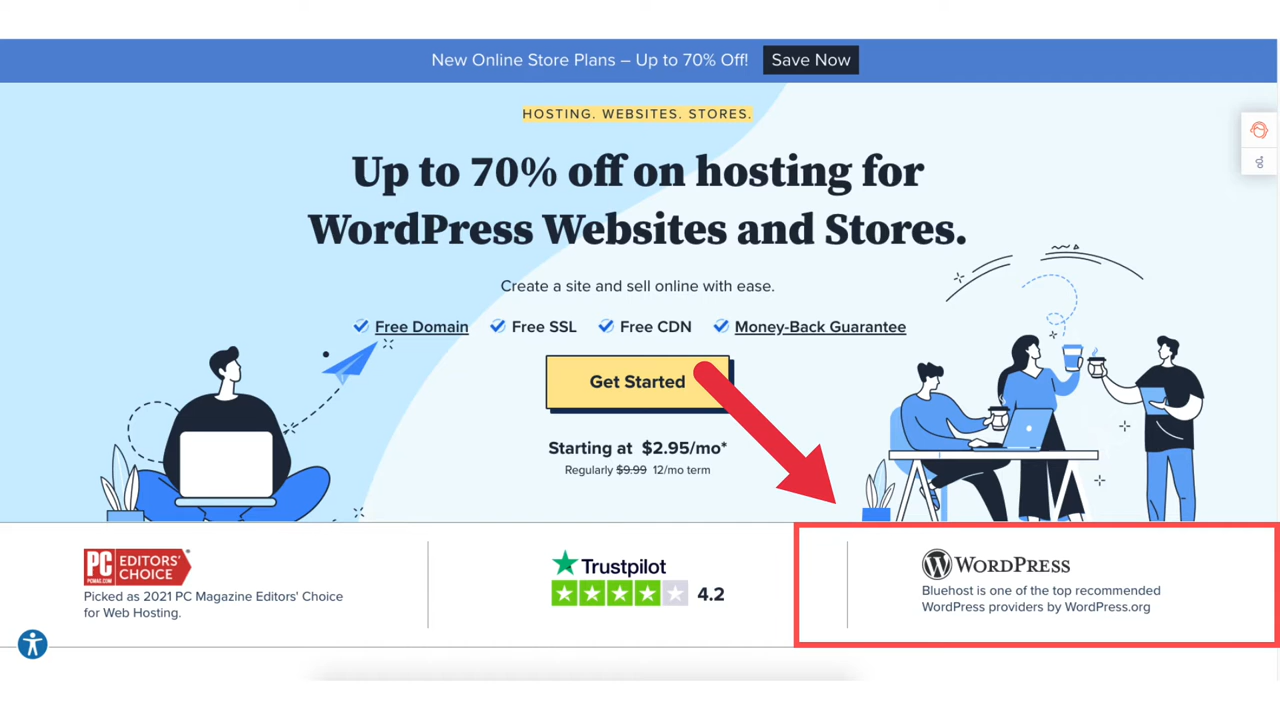 New Online Store Plans – Up to 70% Off! Save Now
HOSTING. WEBSITES. STORES.
Up to 70% off on hosting for
WordPress Websites and Stores.
Create a site and sell online with ease.
Free Domain Free SSL Free CDN Money-Back Guarantee
Get Started
Starting at $2.95/mo*
Regularly $9.99 12/mo term
PC
PCMAG.COM
EDITORS'
CHOICE
Picked as 2021 PC Magazine Editors' Choice
for Web Hosting.
Trustpilot
4.2
WORDPRESS
Bluehost is one of the top recommended
WordPress providers by WordPress.org